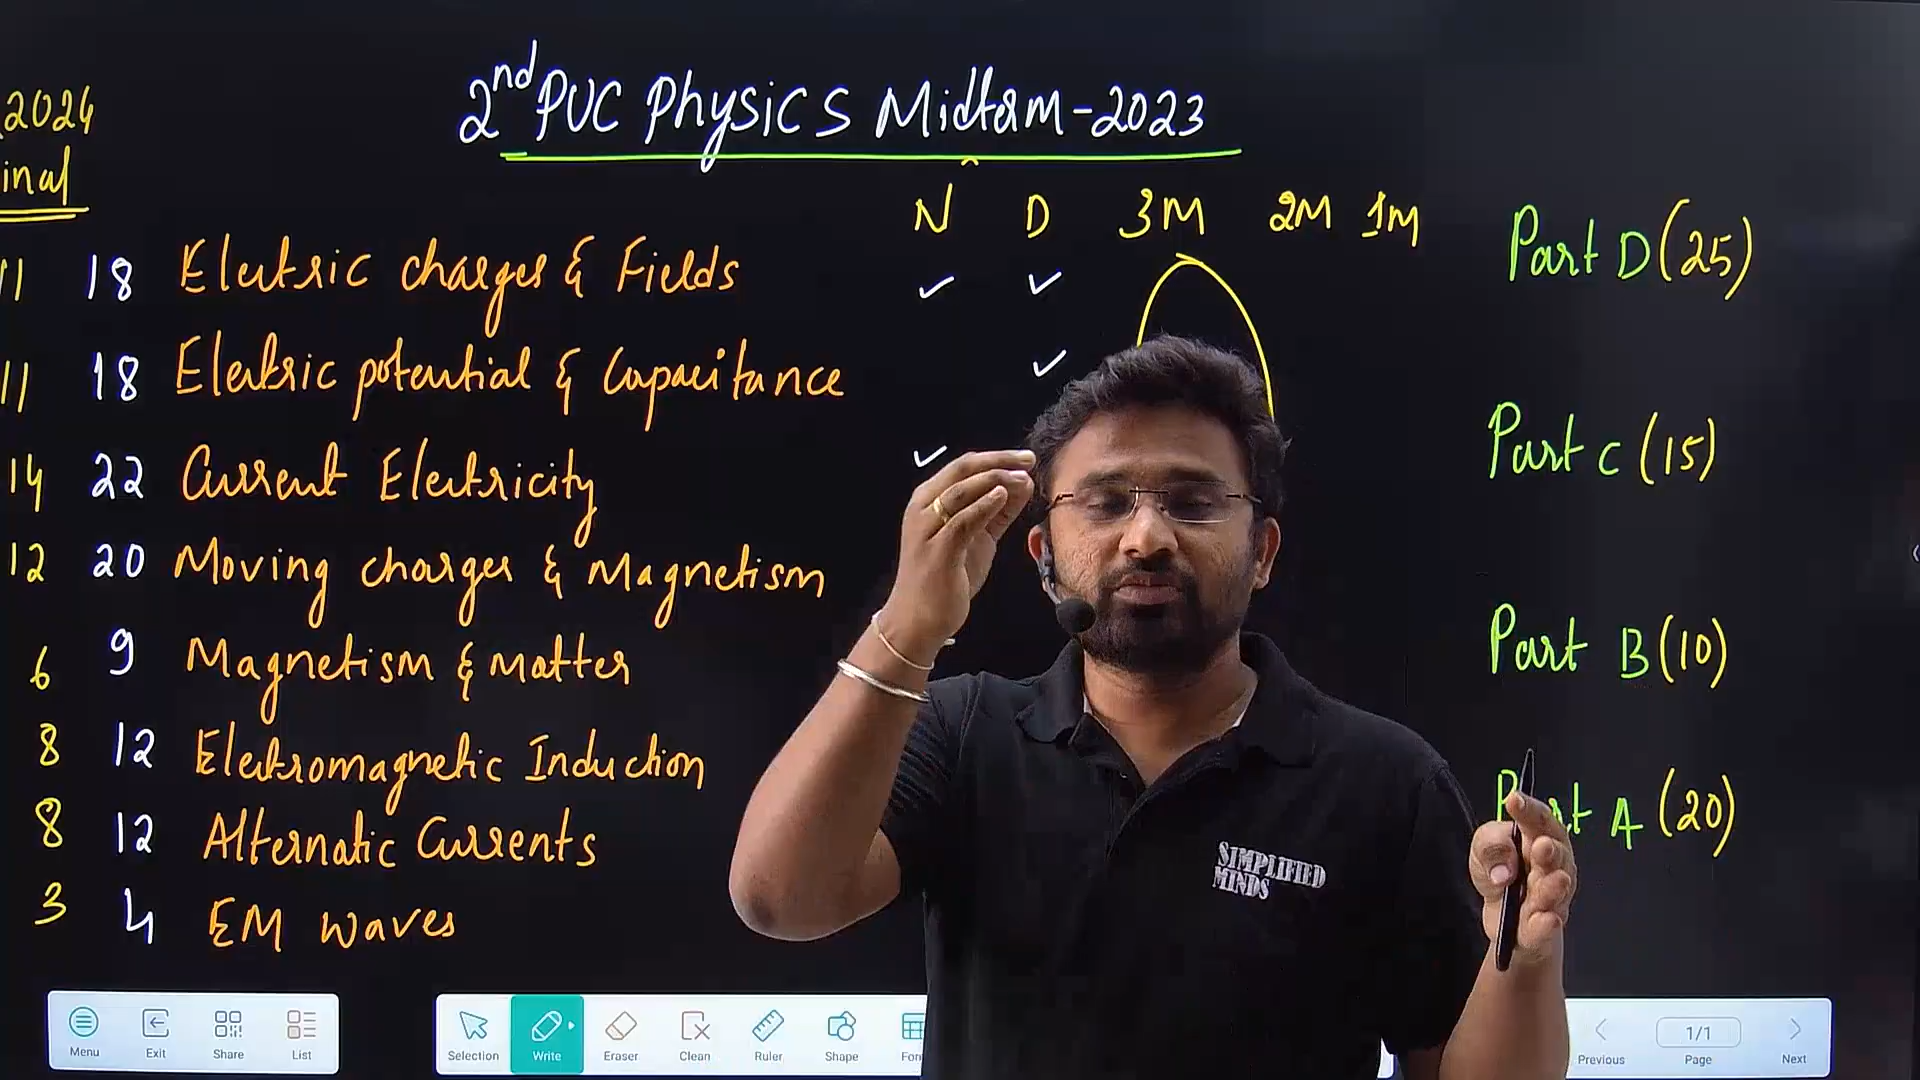 2024
inal
2nd PUC Physics Midterm-2023
N D 3M 2M 1M
11 18 Electric charges & Fields
11 18 Electric potential & Capacitance
14 22 Current Electricity
12 20 Moving charges & Magnetism
6 9 Magnetism & Matter
8 12 Electromagnetic Induction
8 12 Alternatic Currents
3 4 EM Waves
Part D (25)
Part C (15)
Part B (10)
Part A (20)
SIMPLIFIED
MINDS
Menu Exit Share List
Selection Write Eraser Clean Ruler Shape
1/1
Previous Page Next